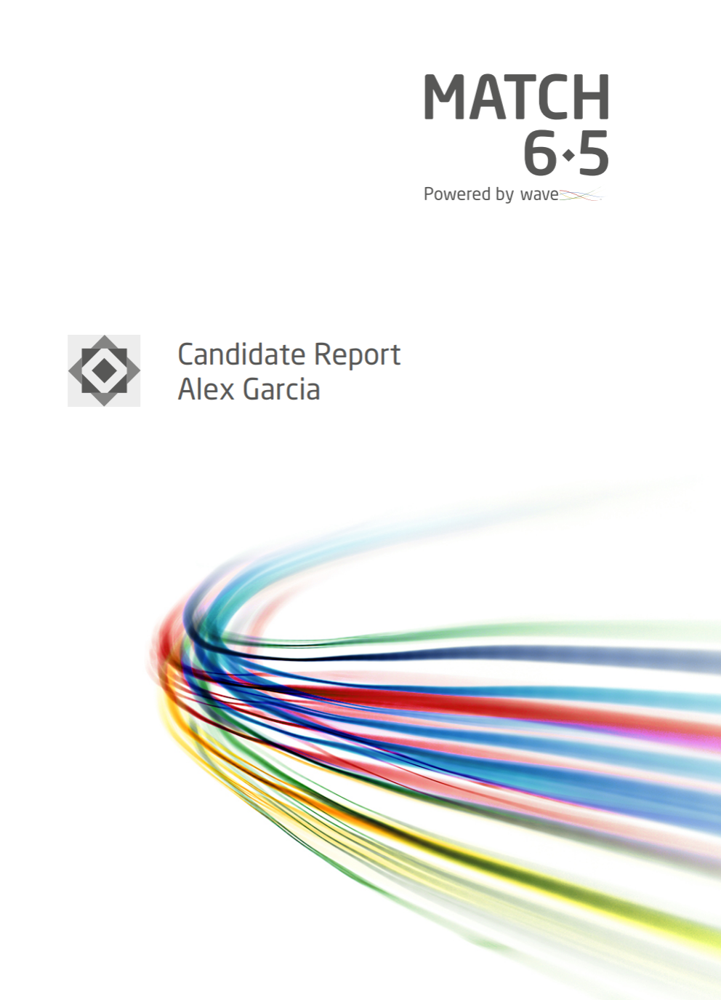 MATCH
6·5
Powered by wave
Candidate Report
Alex Garcia